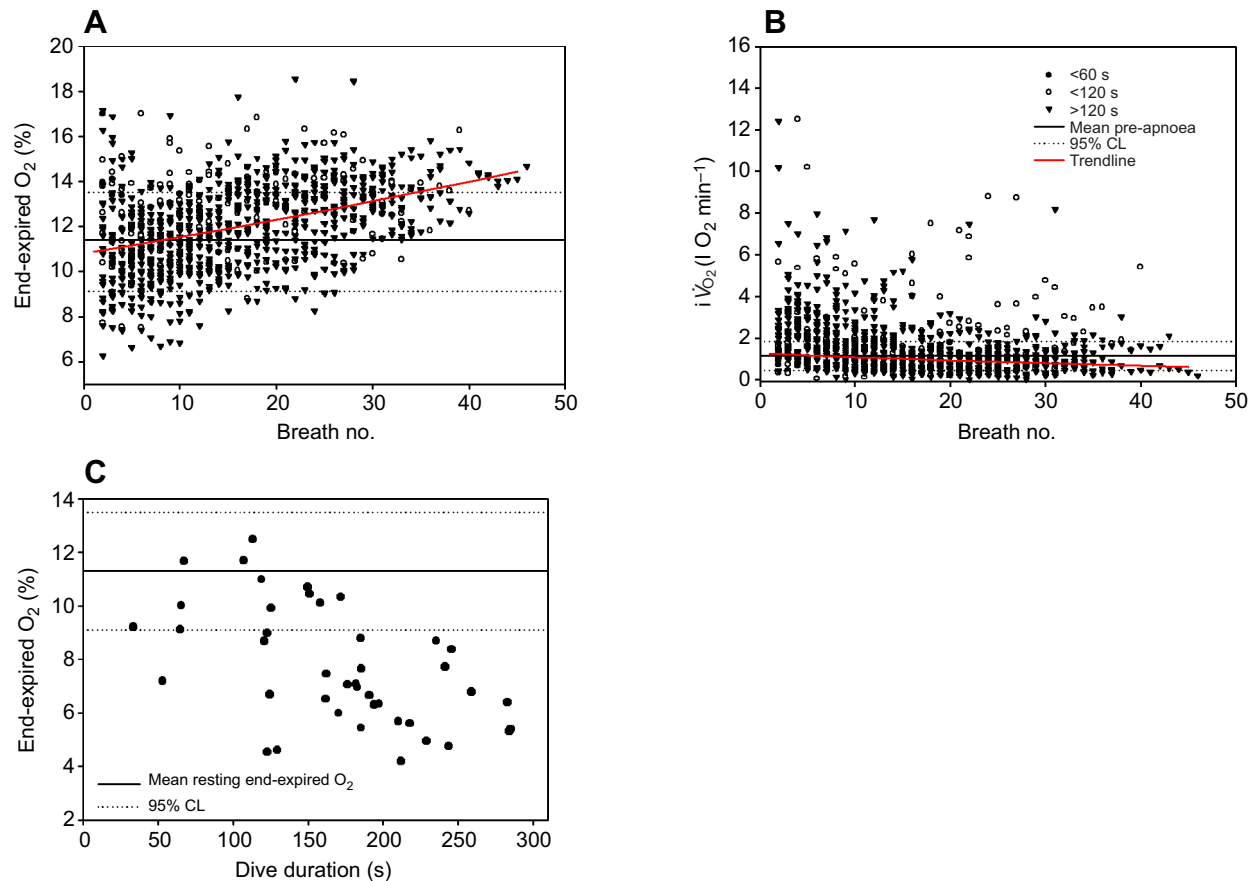 A
End-expired O₂ (%)
20
18
16
14
12
10
8
6
0 10 20 30 40 50
Breath no.
B
i V̇O₂ (l O₂ min⁻¹)
16
14
12
10
8
6
4
2
0
<60 s
<120 s
>120 s
Mean pre-apnoea
95% CL
Trendline
0 10 20 30 40 50
Breath no.
C
End-expired O₂ (%)
14
12
10
8
6
4
2
Mean resting end-expired O₂
95% CL
0 50 100 150 200 250 300
Dive duration (s)